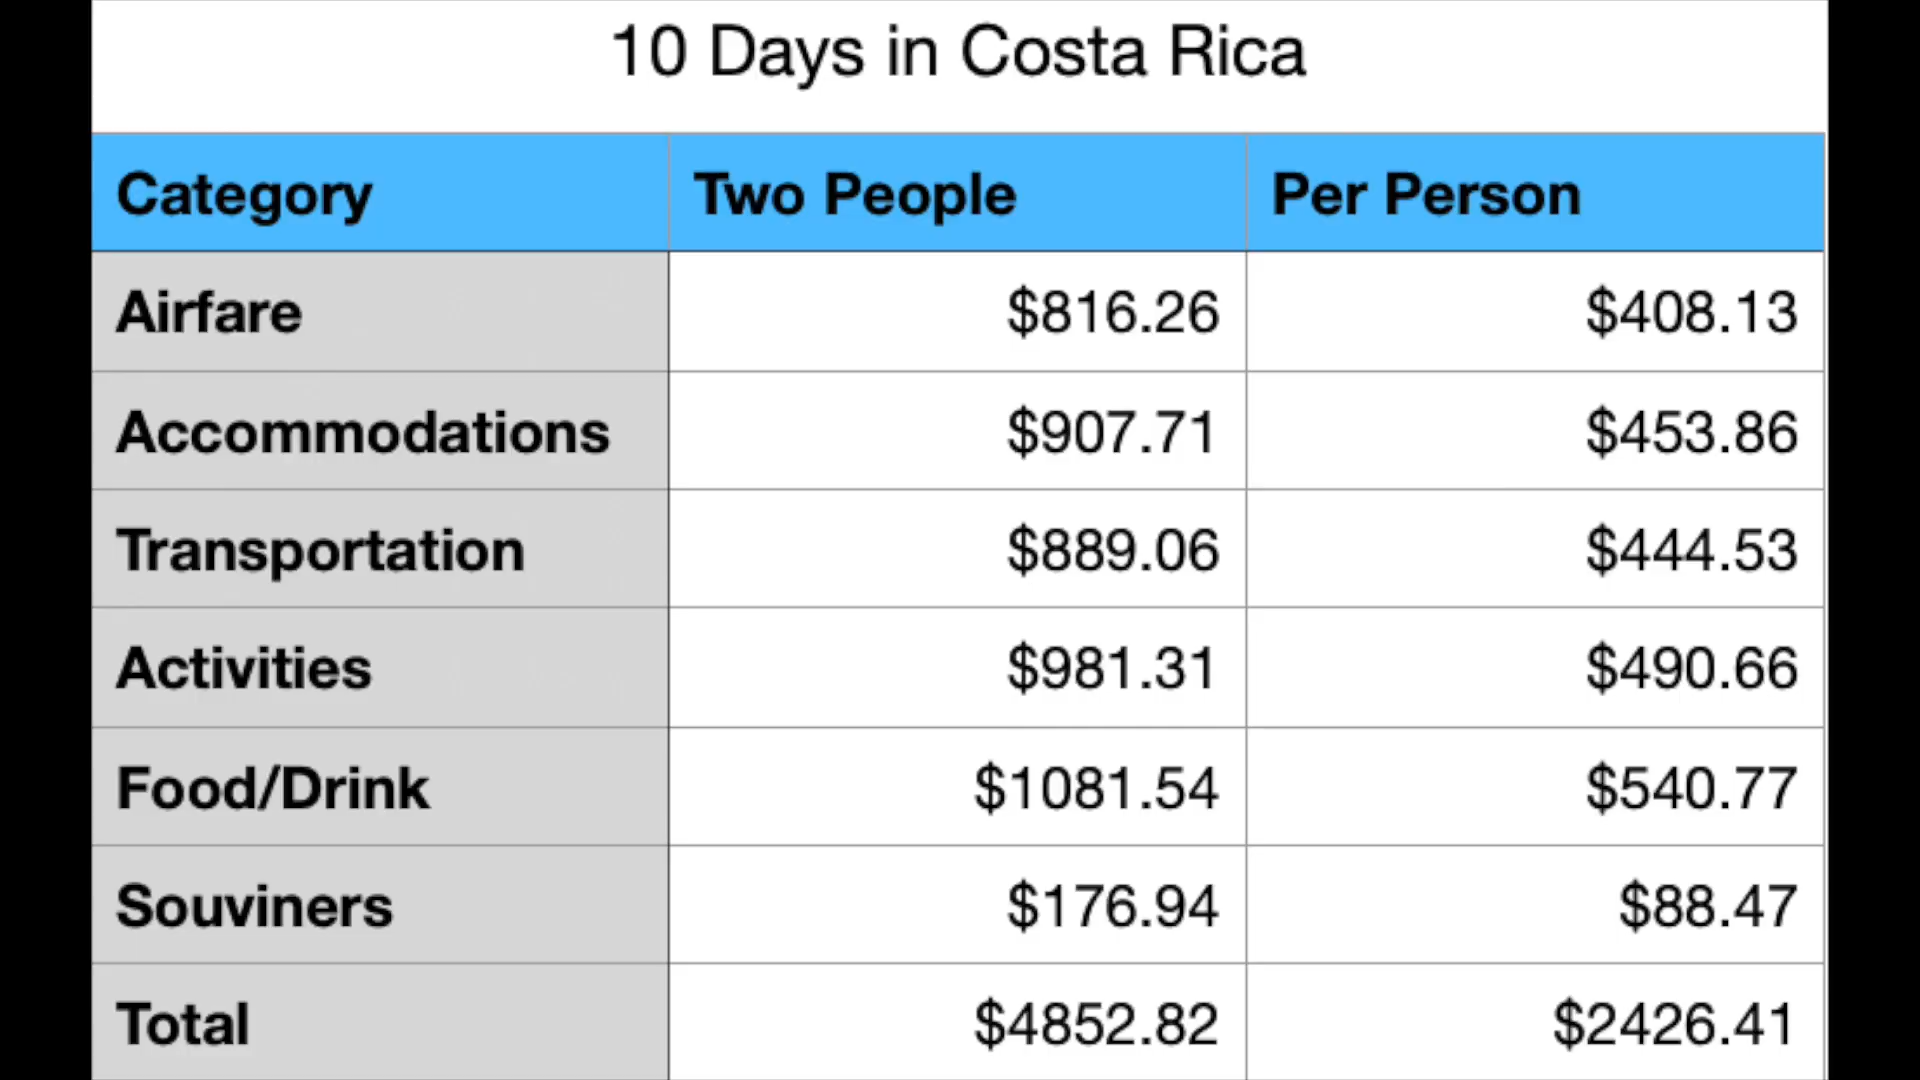 10 Days in Costa Rica
Category Two People Per Person
Airfare $816.26 $408.13
Accommodations $907.71 $453.86
Transportation $889.06 $444.53
Activities $981.31 $490.66
Food/Drink $1081.54 $540.77
Souviners $176.94 $88.47
Total $4852.82 $2426.41